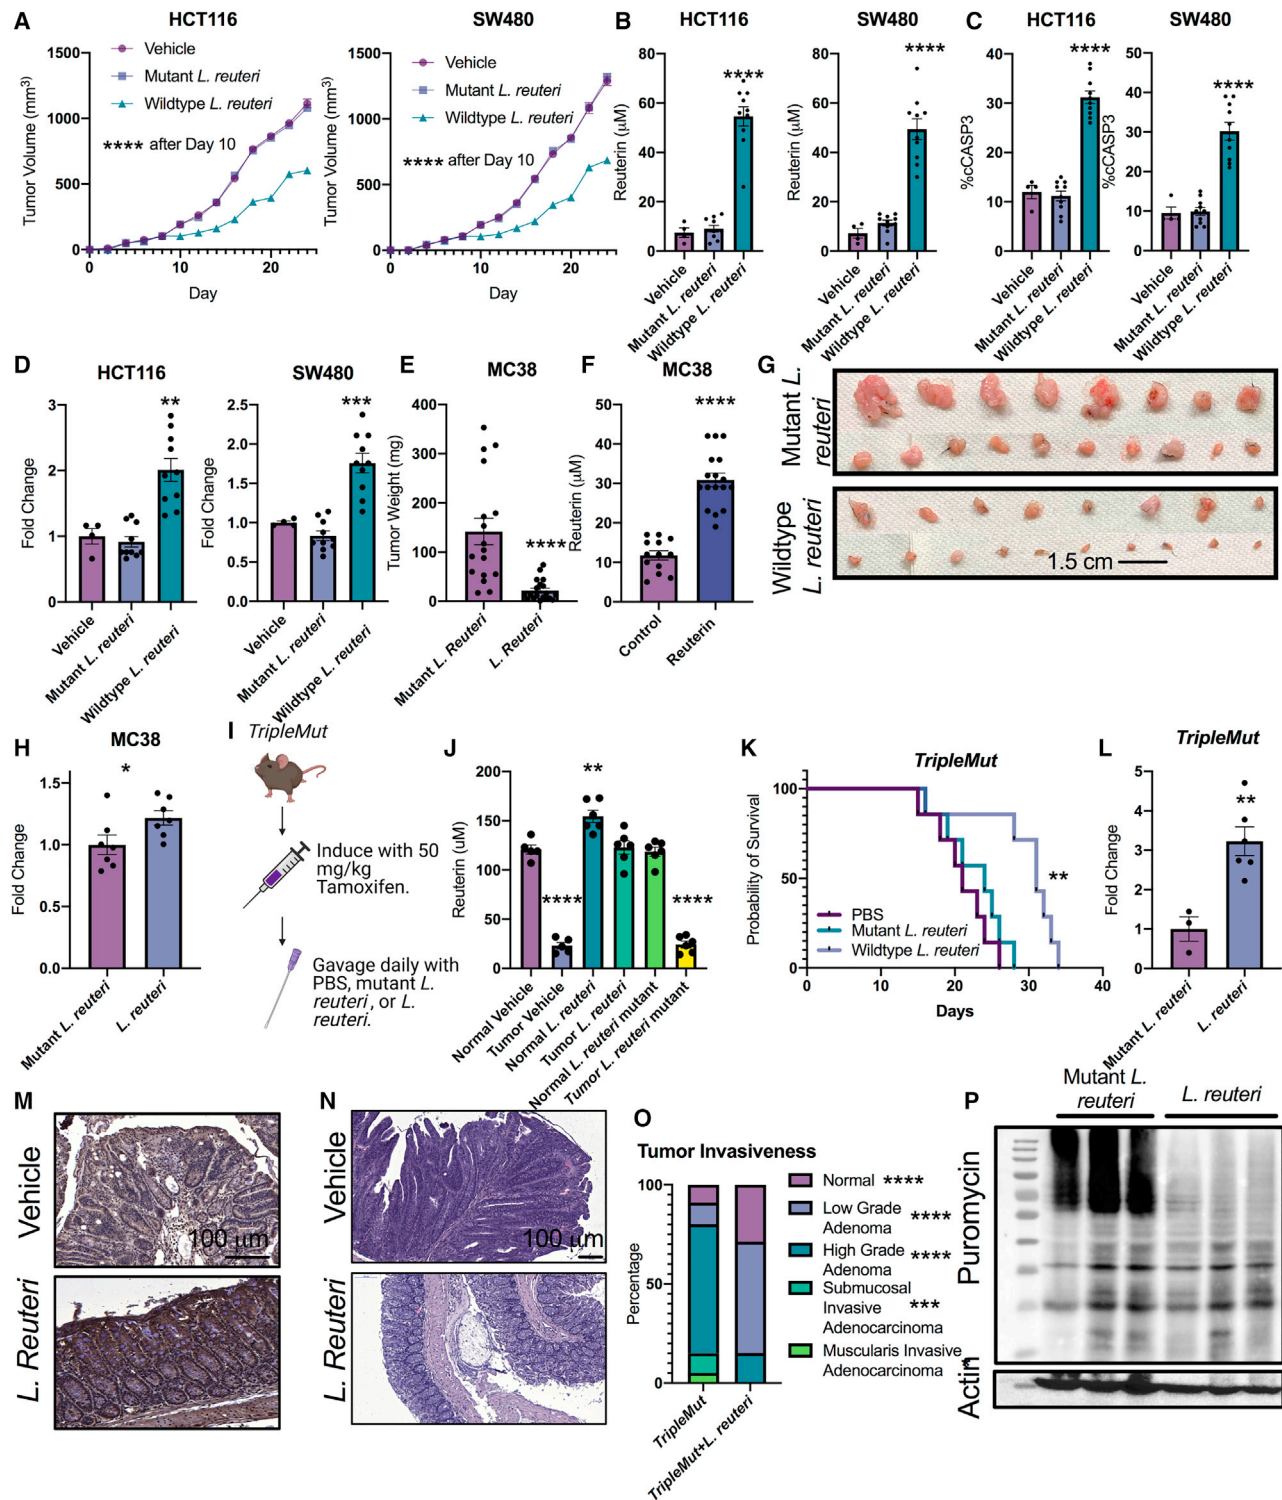 A
HCT116
Vehicle
Mutant L. reuteri
Wildtype L. reuteri
**** after Day 10
Tumor Volume (mm3)
1500
1000
500
0
0
10
20
Day
SW480
Vehicle
Mutant L. reuteri
Wildtype L. reuteri
**** after Day 10
Tumor Volume (mm3)
1500
1000
500
0
0
10
20
Day
B
HCT116
Reuterin (μM)
80
60
40
20
0
****
Vehicle
Mutant L. reuteri
Wildtype L. reuteri
SW480
Reuterin (μM)
80
60
40
20
0
****
Vehicle
Mutant L. reuteri
Wildtype L. reuteri
C
HCT116
%cCASP3
40
30
20
10
0
****
Vehicle
Mutant L. reuteri
Wildtype L. reuteri
SW480
%cCASP3
50
40
30
20
10
0
****
Vehicle
Mutant L. reuteri
Wildtype L. reuteri
D
HCT116
Fold Change
3
2
1
0
**
Vehicle
Mutant L. reuteri
Wildtype L. reuteri
SW480
Fold Change
2.5
2.0
1.5
1.0
0.5
0.0
***
Vehicle
Mutant L. reuteri
Wildtype L. reuteri
E
MC38
Tumor Weight (mg)
400
300
200
100
0
****
Mutant L. Reuteri
L. Reuteri
F
MC38
Reuterin (μM)
50
40
30
20
10
0
****
Control
Reuterin
G
Mutant L.
reuteri
Wildtype
L. reuteri
1.5 cm
H
MC38
Fold Change
1.5
1.0
0.5
0.0
*
Mutant L. reuteri
L. reuteri
I
TripleMut
Induce with 50
mg/kg
Tamoxifen.
Gavage daily with
PBS, mutant L.
reuteri, or L.
reuteri.
J
Reuterin (uM)
200
150
100
50
0
****
**
****
Normal Vehicle
Tumor Vehicle
Normal L. reuteri
Tumor L. reuteri
Normal L. reuteri mutant
Tumor L. reuteri mutant
K
TripleMut
Probability of Survival
100
50
0
0
10
20
30
40
Days
**
PBS
Mutant L. reuteri
Wildtype L. reuteri
L
TripleMut
Fold Change
5
4
3
2
1
0
**
Mutant L. reuteri
L. reuteri
M
Vehicle
100 μm
L. Reuteri
N
Vehicle
100 μm
L. Reuteri
O
Tumor Invasiveness
Percentage
100
50
0
TripleMut
TripleMut+L. reuteri
Normal ****
Low Grade
Adenoma ****
High Grade
Adenoma ****
Submucosal
Invasive ***
Adenocarcinoma
Muscularis Invasive
Adenocarcinoma *
P
Mutant L.
reuteri
L. reuteri
Puromycin
Actin